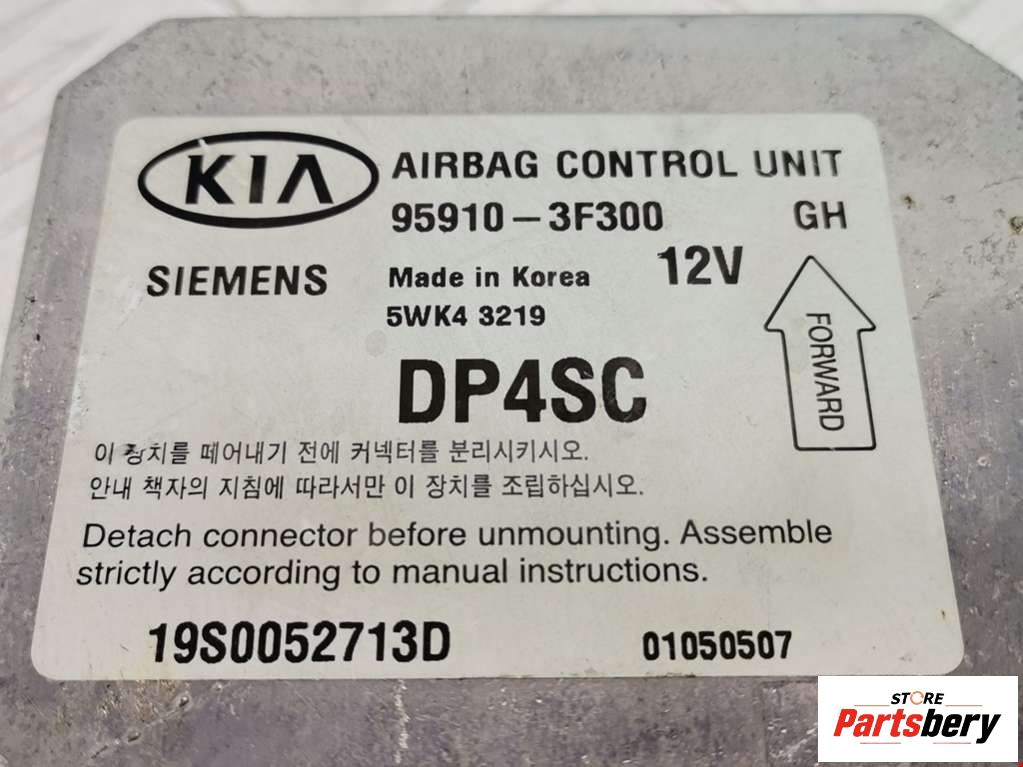 KIA AIRBAG CONTROL UNIT
95910-3F300 GH
SIEMENS Made in Korea 12V
5WK4 3219
FORWARD
DP4SC
이 장치를 떼어내기 전에 커넥터를 분리시키시오.
안내 책자의 지침에 따라서만 이 장치를 조립하십시오.
Detach connector before unmounting. Assemble
strictly according to manual instructions.
19S0052713D 01050507
STORE
Partsbery